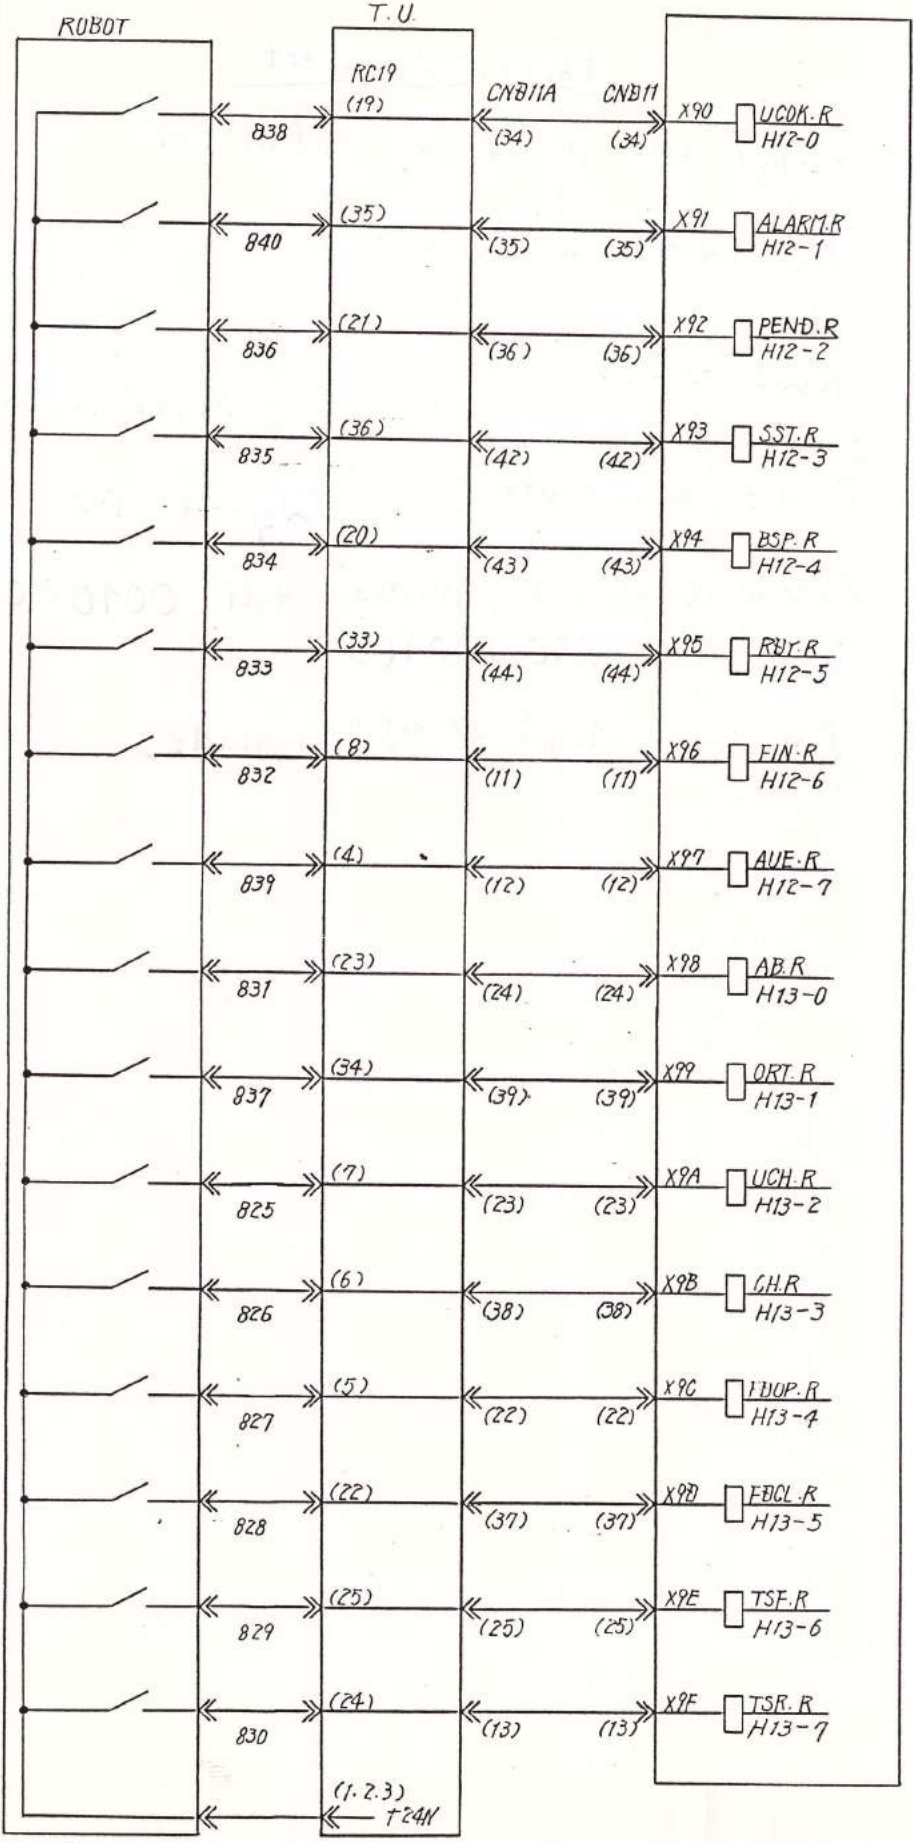 ROBOT
T.U.
RC19
CNB11A CNB11
838 (19) (34) (34) X90 UCOK.R
H12-0
840 (35) (35) (35) X91 ALARM.R
H12-1
836 (21) (36) (36) X92 PEND.R
H12-2
835 (36) (42) (42) X93 SST.R
H12-3
834 (20) (43) (43) X94 BSP.R
H12-4
833 (33) (44) (44) X95 RDY.R
H12-5
832 (8) (11) (11) X96 FIN.R
H12-6
839 (4) (12) (12) X97 AUE.R
H12-7
831 (23) (24) (24) X98 AB.R
H13-0
837 (34) (39) (39) X99 ORT.R
H13-1
825 (7) (23) (23) X9A UCH.R
H13-2
826 (6) (38) (38) X9B CH.R
H13-3
827 (5) (22) (22) X9C FDOP.R
H13-4
828 (22) (37) (37) X9D FDCL.R
H13-5
829 (25) (25) (25) X9E TSF.R
H13-6
830 (24) (13) (13) X9F TSR.R
H13-7
(1.2.3)
+24N